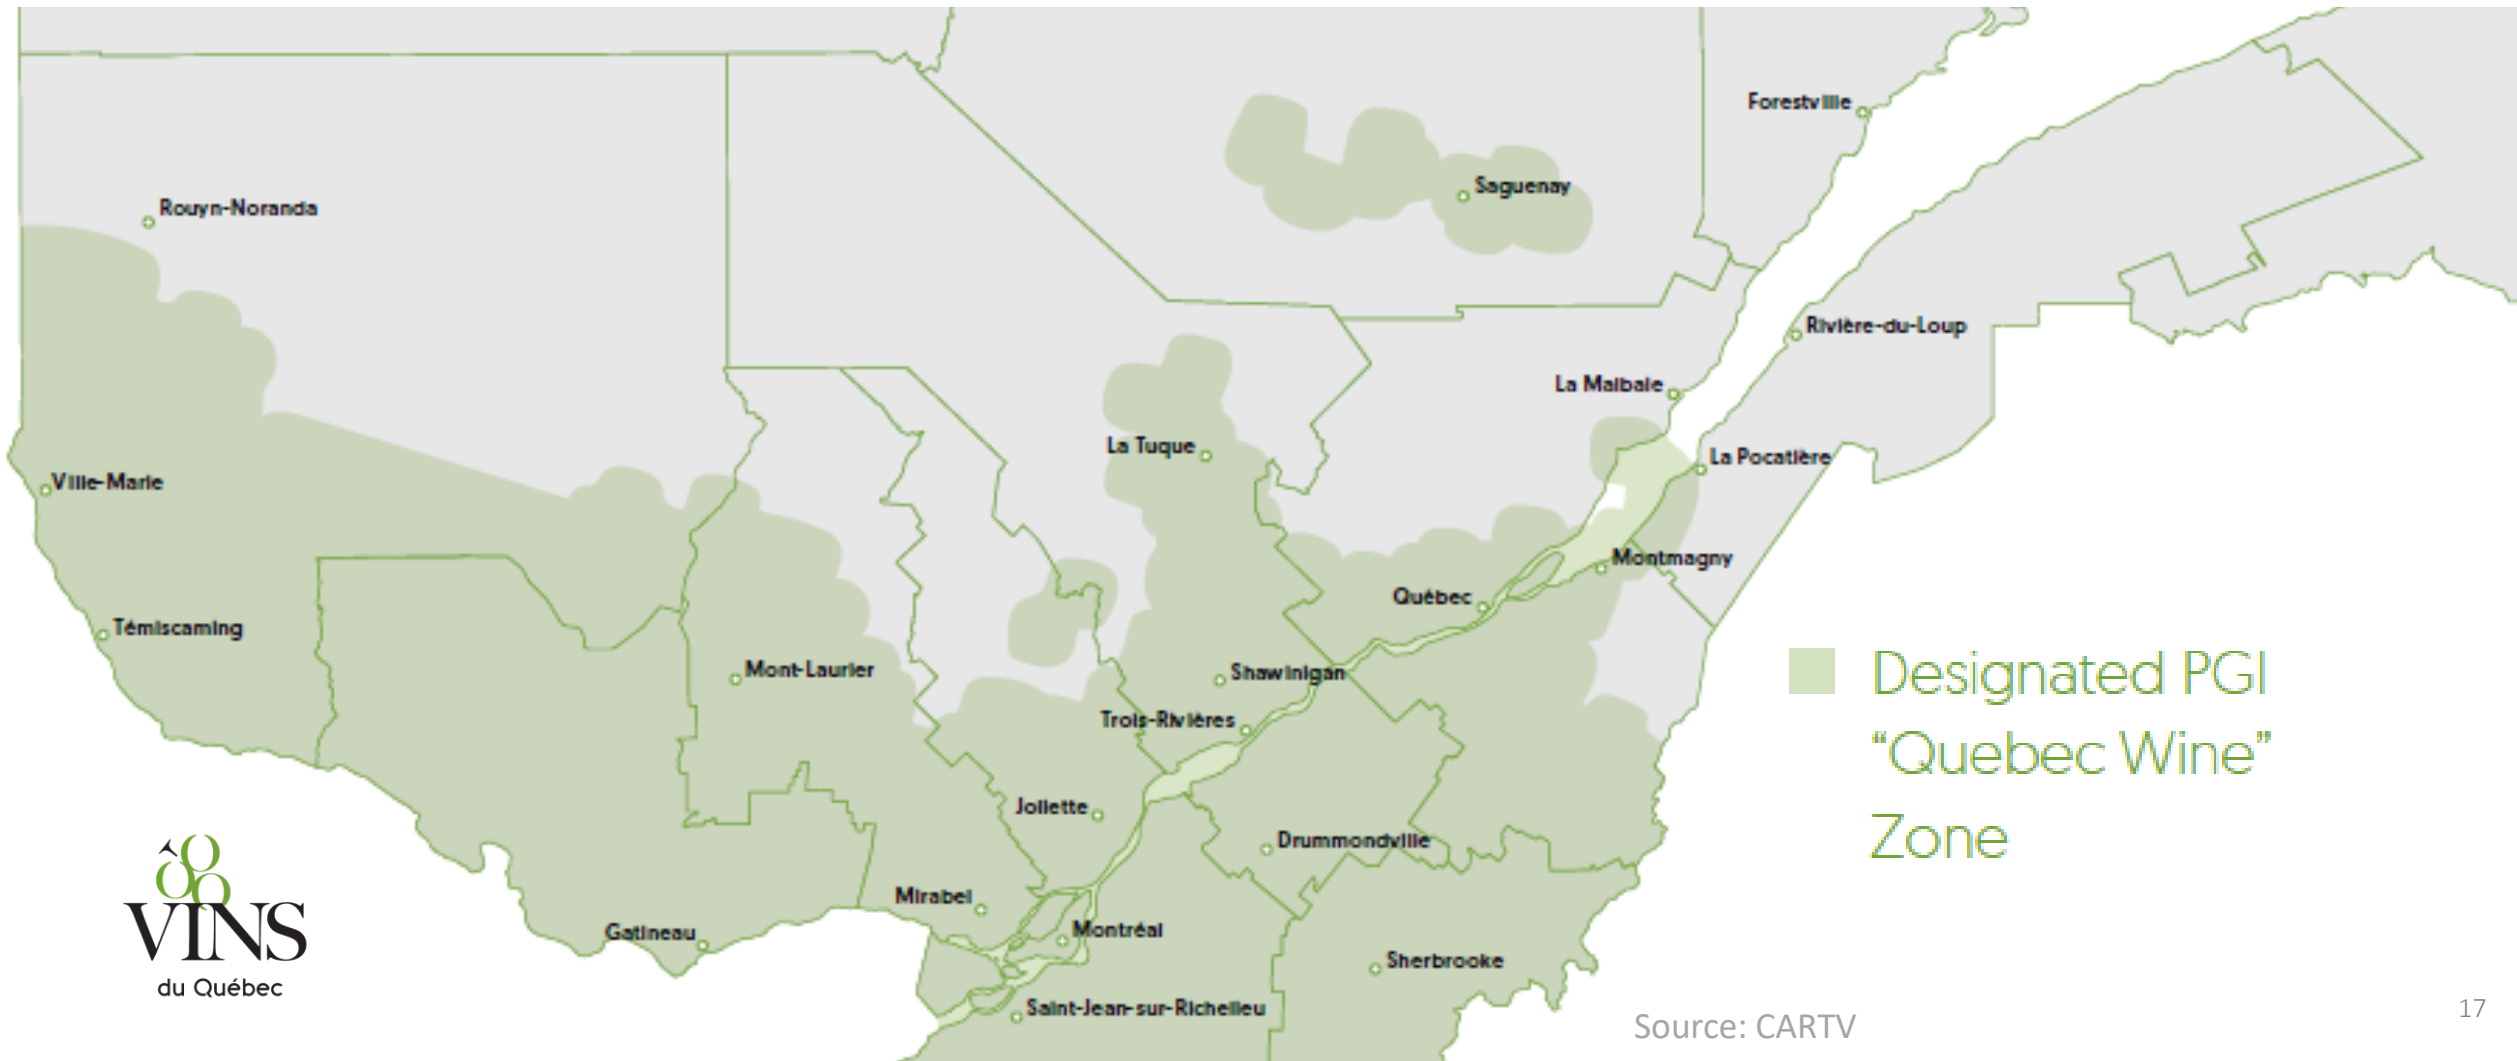 Forestville
Saguenay
Rouyn-Noranda
Rivière-du-Loup
La Malbaie
La Tuque
La Pocatière
Ville-Marie
Montmagny
Québec
Témiscaming
Mont-Laurier
Shawinigan
Trois-Rivières
Joliette
Drummondville
Mirabel
Montréal
Gatineau
Sherbrooke
Saint-Jean-sur-Richelieu
Designated PGI
“Quebec Wine”
Zone
VINS
du Québec
Source: CARTV
17